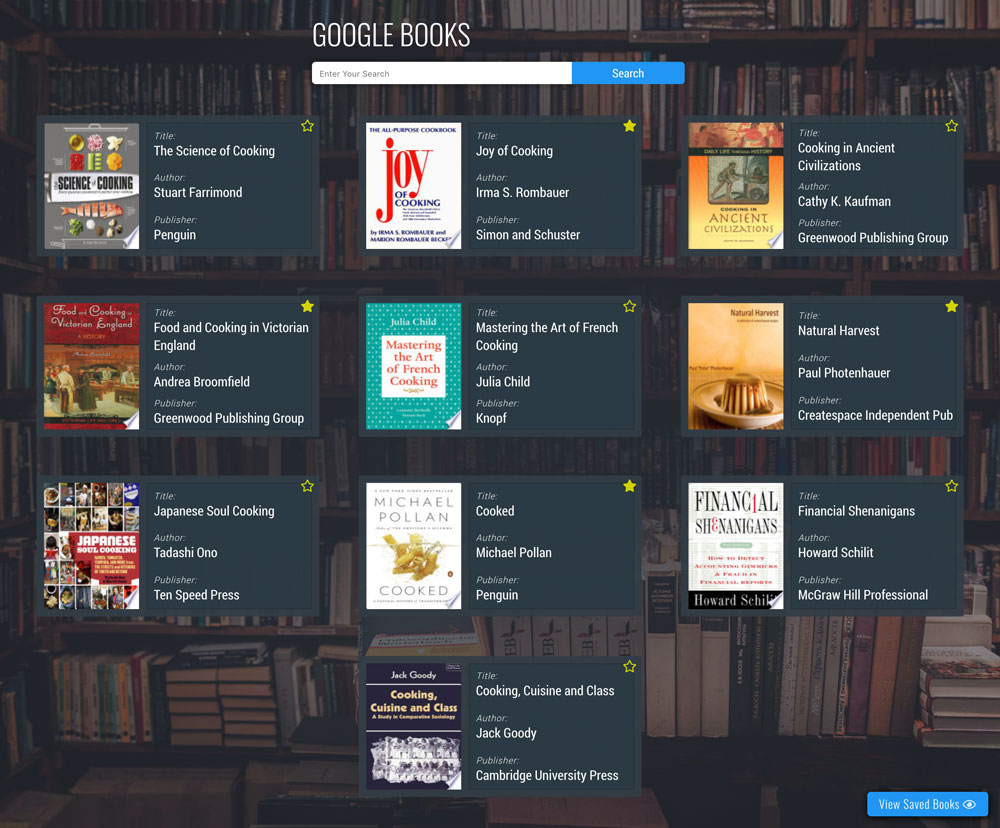 GOOGLE BOOKS
Enter Your Search
Search
SCIENCE of COOKING
Title:
The Science of Cooking
Author:
Stuart Farrimond
Publisher:
Penguin
THE ALL-PURPOSE COOKBOOK
joy
OF
COOKING
by IRMA S. ROMBAUER and
MARION ROMBAUER BECKER
Title:
Joy of Cooking
Author:
Irma S. Rombauer
Publisher:
Simon and Schuster
DAILY LIFE THROUGH HISTORY
COOKING IN
ANCIENT
CIVILIZATIONS
Title:
Cooking in Ancient
Civilizations
Author:
Cathy K. Kaufman
Publisher:
Greenwood Publishing Group
Food and Cooking in
Victorian England
A HISTORY
Andrea Broomfield
Title:
Food and Cooking in Victorian
England
Author:
Andrea Broomfield
Publisher:
Greenwood Publishing Group
Julia Child
Mastering
the Art
of French
Cooking
Title:
Mastering the Art of French
Cooking
Author:
Julia Child
Publisher:
Knopf
Natural Harvest
Paul "Fotie" Photenhauer
Title:
Natural Harvest
Author:
Paul Photenhauer
Publisher:
Createspace Independent Pub
JAPANESE
SOUL COOKING
Title:
Japanese Soul Cooking
Author:
Tadashi Ono
Publisher:
Ten Speed Press
MICHAEL
POLLAN
COOKED
Title:
Cooked
Author:
Michael Pollan
Publisher:
Penguin
FINANCIAL
SHENANIGANS
HOW TO DETECT
ACCOUNTING GIMMICKS
& FRAUD IN
FINANCIAL REPORTS
Howard Schilit
Title:
Financial Shenanigans
Author:
Howard Schilit
Publisher:
McGraw Hill Professional
Jack Goody
Cooking,
Cuisine and Class
A Study in Comparative Sociology
Title:
Cooking, Cuisine and Class
Author:
Jack Goody
Publisher:
Cambridge University Press
View Saved Books